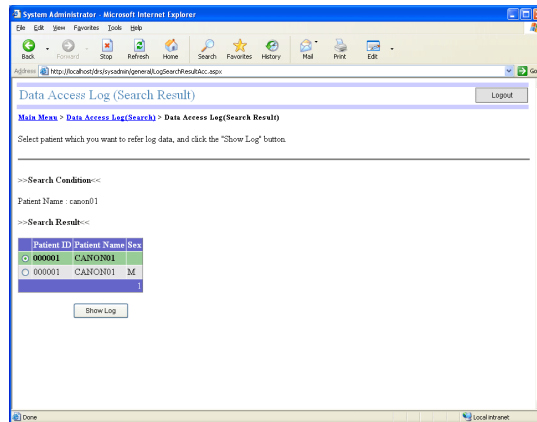 System Administrator - Microsoft Internet Explorer
File Edit View Favorites Tools Help
Back Forward Stop Refresh Home Search Favorites History Mail Print Edit
Address http://localhost/drs/sysadmin/general/LogSearchResultAcc.aspx Go
Data Access Log (Search Result) Logout
Main Menu > Data Access Log(Search) > Data Access Log(Search Result)
Select patient which you want to refer log data, and click the "Show Log" button.
>>Search Condition<<
Patient Name : canon01
>>Search Result<<
Patient ID Patient Name Sex
000001 CANON01
000001 CANON01 M
1
Show Log
Done Local intranet